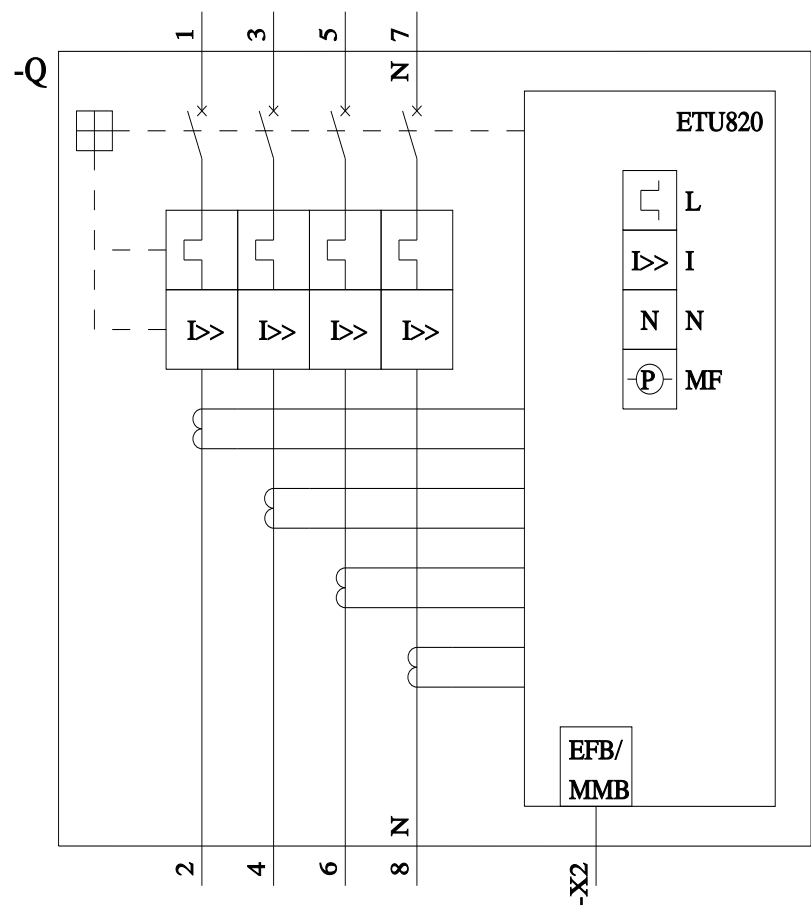 1 3 5 7
-Q N
ETU820
L
I>> I
N N
P MF
I>> I>> I>> I>>
EFB/
MMB
N
2 4 6 8
-X2